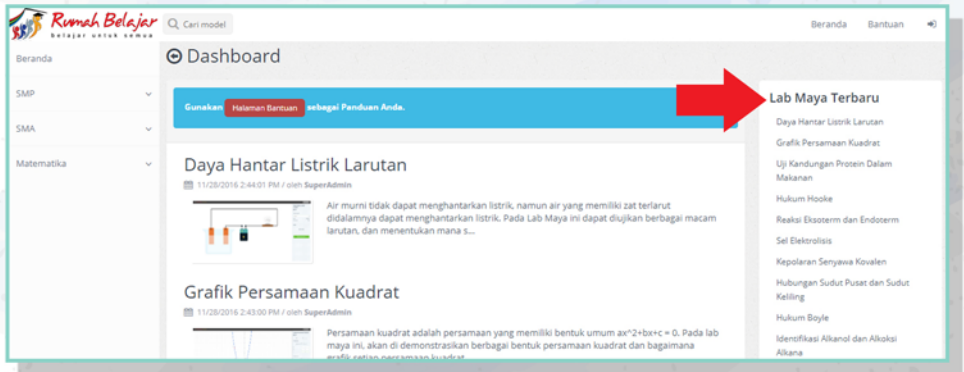 Rumah Belajar
belajar untuk semua
Cari model
Beranda
Bantuan
Beranda
SMP
SMA
Matematika
Dashboard
Gunakan Halaman Bantuan sebagai Panduan Anda.
Daya Hantar Listrik Larutan
11/28/2016 2:44:01 PM / oleh SuperAdmin
Air murni tidak dapat menghantarkan listrik, namun air yang memiliki zat terlarut
didalamnya dapat menghantarkan listrik. Pada Lab Maya ini dapat diujikan berbagai macam
larutan, dan menentukan mana s...
Grafik Persamaan Kuadrat
11/28/2016 2:43:00 PM / oleh SuperAdmin
Persamaan kuadrat adalah persamaan yang memiliki bentuk umum ax^2+bx+c = 0. Pada lab
maya ini, akan di demonstrasikan berbagai bentuk persamaan kuadrat dan bagaimana
grafik setiap persamaan kuadrat
Lab Maya Terbaru
Daya Hantar Listrik Larutan
Grafik Persamaan Kuadrat
Uji Kandungan Protein Dalam
Makanan
Hukum Hooke
Reaksi Eksoterm dan Endoterm
Sel Elektrolisis
Kepolaran Senyawa Kovalen
Hubungan Sudut Pusat dan Sudut
Keliling
Hukum Boyle
Identifikasi Alkanol dan Alkoksi
Alkana